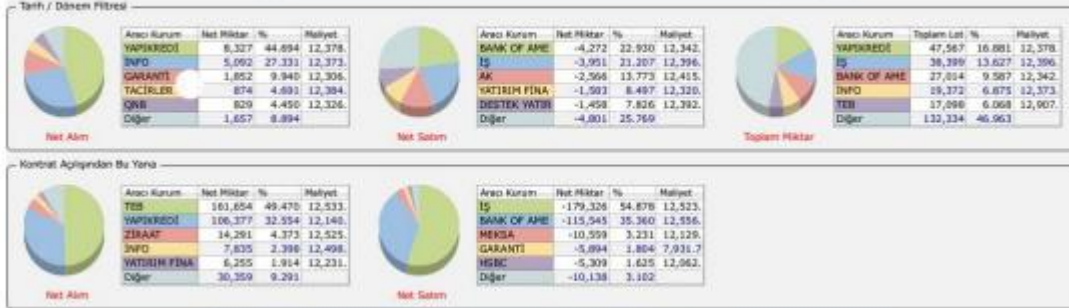 Tarih / Dönem Filtresi
Aracı Kurum Net Miktar % Maliyet
YAPIKREDİ 8,327 44.694 12,378.
İNFO 5,092 27.331 12,373.
GARANTİ 1,852 9.940 12,306.
TACİRLER 874 4.691 12,384.
QNB 829 4.450 12,326.
Diğer 1,657 8.894
Net Alım
Aracı Kurum Net Miktar % Maliyet
BANK OF AME -4,272 22.930 12,342.
İŞ -3,951 21.207 12,396.
AK -2,566 13.773 12,415.
YATIRIM FİNA -1,583 8.497 12,320.
DESTEK YATIR -1,458 7.826 12,392.
Diğer -4,801 25.769
Net Satım
Aracı Kurum Toplam Lot % Maliyet
YAPIKREDİ 47,567 16.881 12,378.
İŞ 38,399 13.627 12,396.
BANK OF AME 27,014 9.587 12,342.
İNFO 19,372 6.875 12,373.
TEB 17,098 6.068 12,907.
Diğer 132,334 46.963
Toplam Miktar
Kontrat Açılışından Bu Yana
Aracı Kurum Net Miktar % Maliyet
TEB 161,654 49.470 12,533.
YAPIKREDİ 106,377 32.554 12,140.
ZİRAAT 14,291 4.373 12,525.
İNFO 7,835 2.398 12,498.
YATIRIM FİNA 6,255 1.914 12,231.
Diğer 30,359 9.291
Net Alım
Aracı Kurum Net Miktar % Maliyet
İŞ -179,326 54.878 12,523.
BANK OF AME -115,545 35.360 12,556.
MEKSA -10,559 3.231 12,129.
GARANTİ -5,894 1.804 7,931.7
HSBC -5,309 1.625 12,062.
Diğer -10,138 3.102
Net Satım